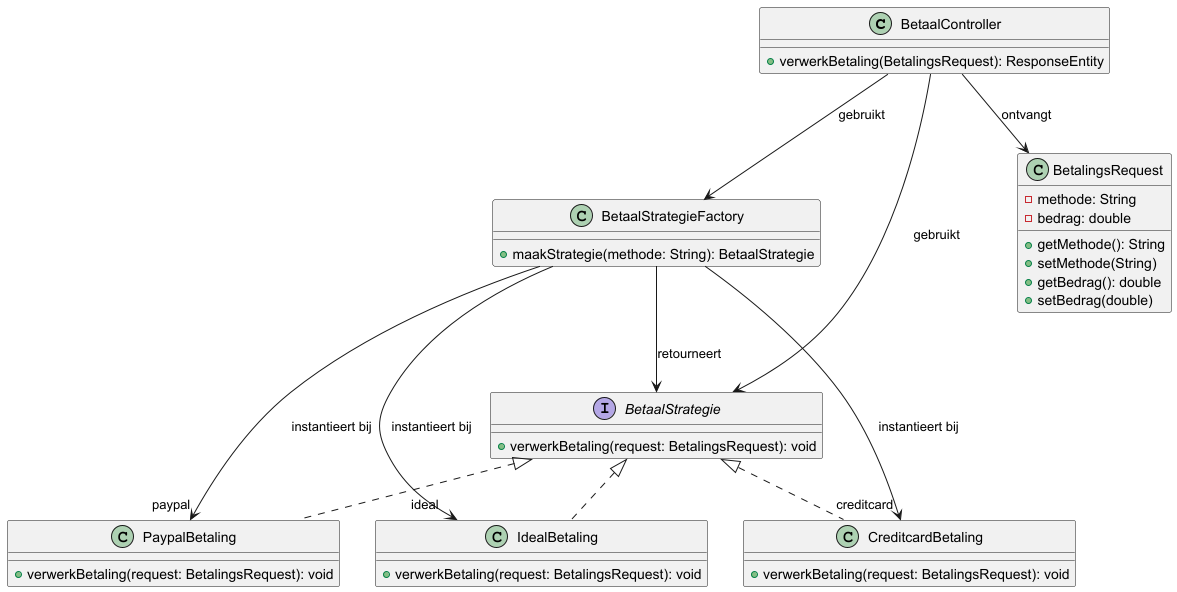 C BetaalController
verwerkBetaling(BetalingsRequest): ResponseEntity
gebruikt
ontvangt
C BetalingsRequest
methode: String
bedrag: double
getMethode(): String
setMethode(String)
getBedrag(): double
setBedrag(double)
C BetaalStrategieFactory
maakStrategie(methode: String): BetaalStrategie
gebruikt
retourneert
I BetaalStrategie
verwerkBetaling(request: BetalingsRequest): void
instantieert bij
instantieert bij
instantieert bij
paypal
ideal
creditcard
C PaypalBetaling
verwerkBetaling(request: BetalingsRequest): void
C IdealBetaling
verwerkBetaling(request: BetalingsRequest): void
C CreditcardBetaling
verwerkBetaling(request: BetalingsRequest): void